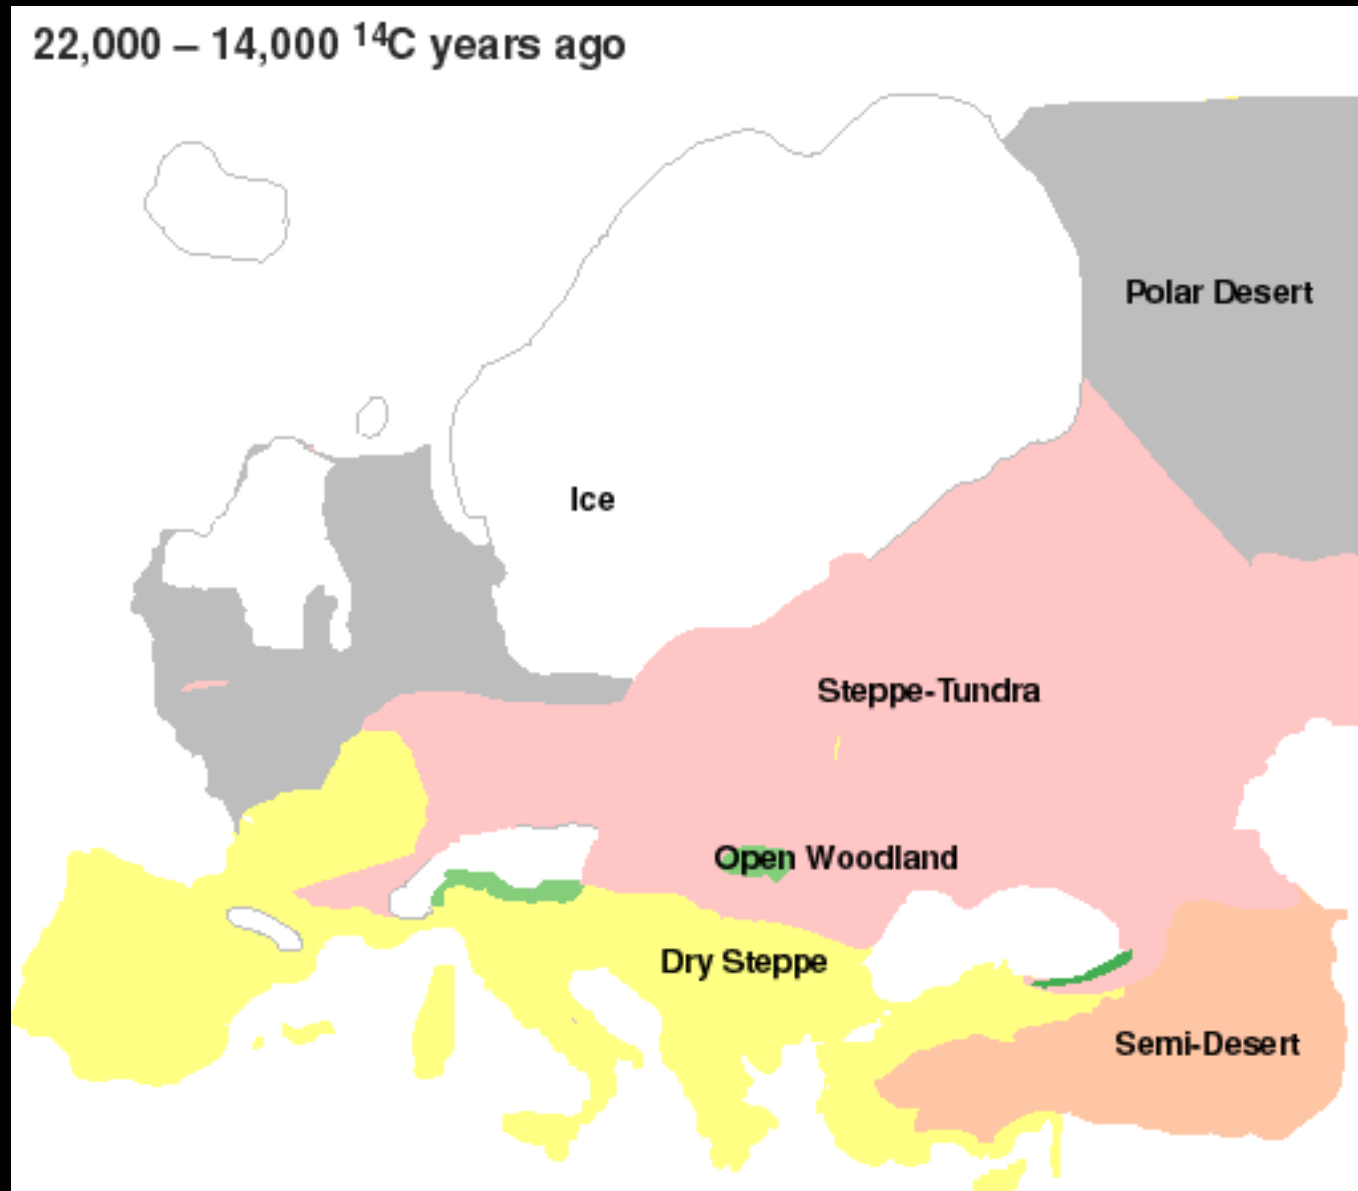 22,000 – 14,000 ¹⁴C years ago
Polar Desert
Ice
Steppe-Tundra
Open Woodland
Dry Steppe
Semi-Desert